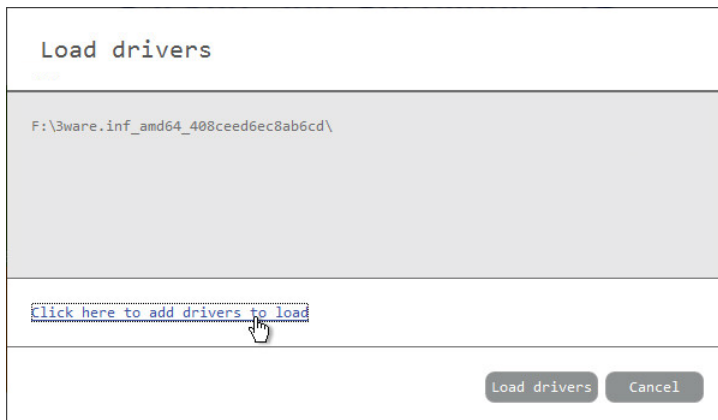 Load drivers
F:\3ware.inf_amd64_408ceed6ec8ab6cd\
Click here to add drivers to load
Load drivers
Cancel